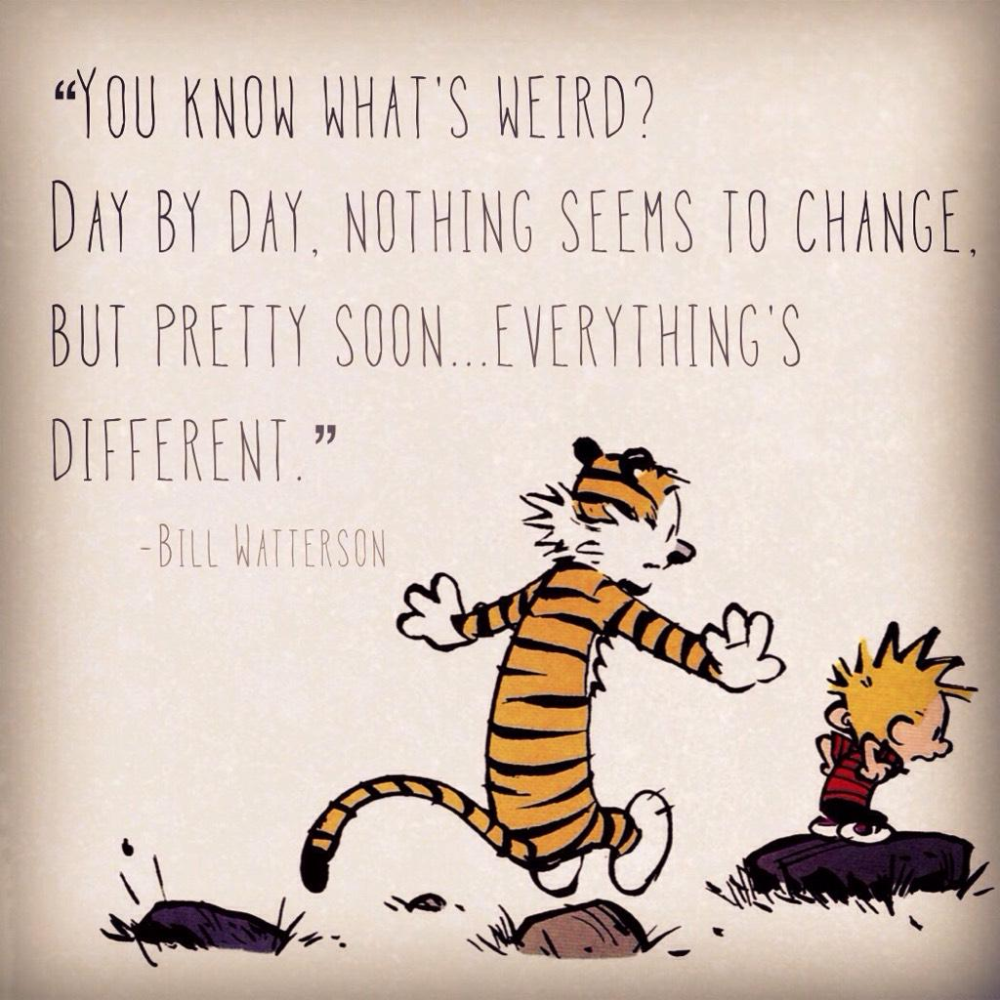 “You know what's weird?
Day by day, nothing seems to change,
but pretty soon...everything's
different.”
-Bill Watterson